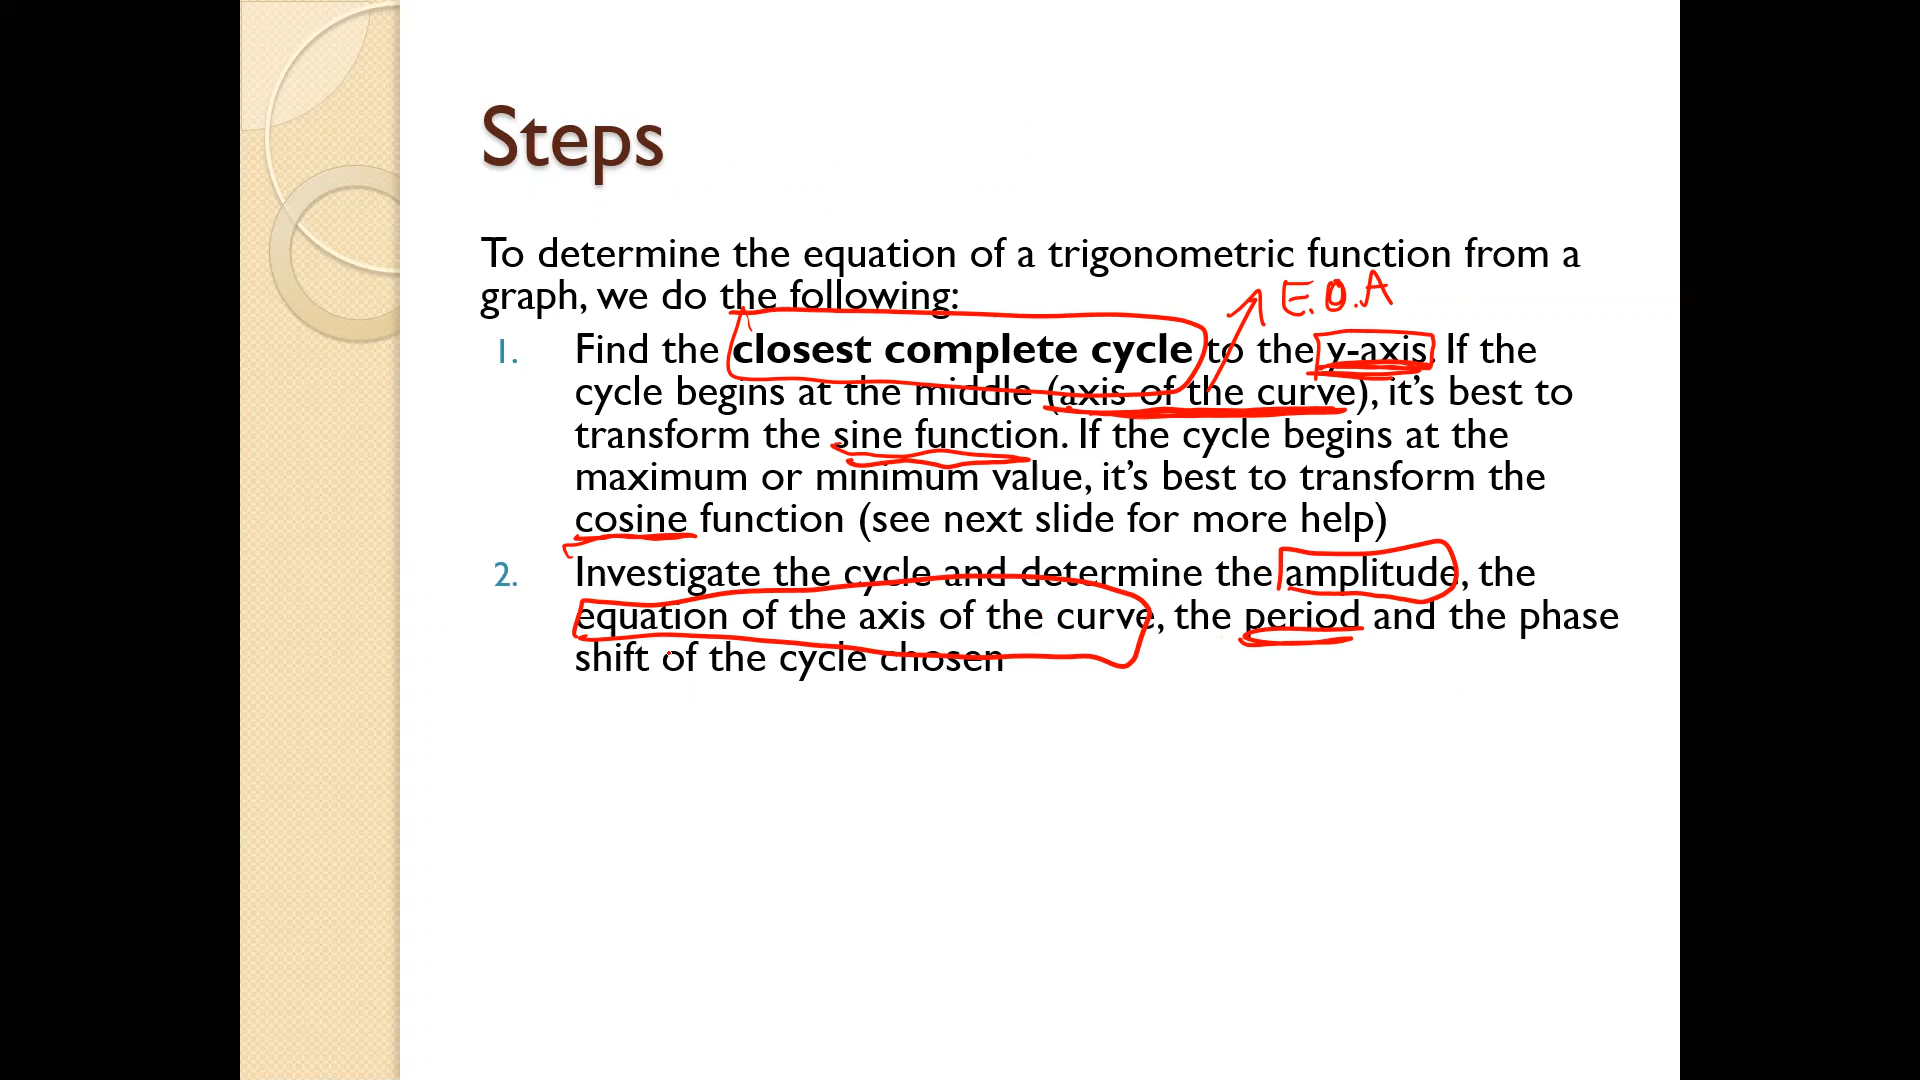 Steps
To determine the equation of a trigonometric function from a
graph, we do the following:
E.O.A
1. Find the closest complete cycle to the y-axis. If the
cycle begins at the middle (axis of the curve), it's best to
transform the sine function. If the cycle begins at the
maximum or minimum value, it's best to transform the
cosine function (see next slide for more help)
2. Investigate the cycle and determine the amplitude, the
equation of the axis of the curve, the period and the phase
shift of the cycle chosen